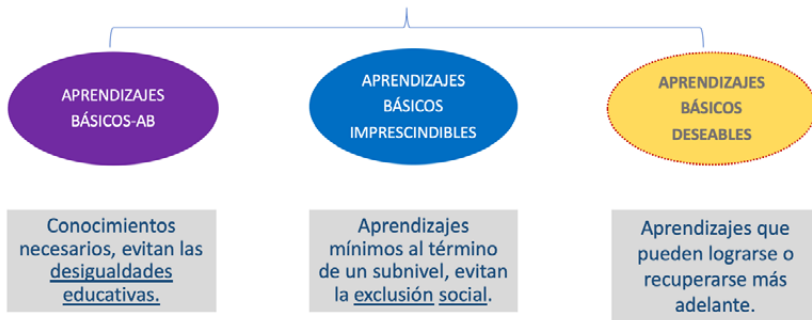 APRENDIZAJES
BÁSICOS-AB
APRENDIZAJES
BÁSICOS
IMPRESCINDIBLES
APRENDIZAJES
BÁSICOS
DESEABLES
Conocimientos
necesarios, evitan las
desigualdades
educativas.
Aprendizajes
mínimos al término
de un subnivel, evitan
la exclusión social.
Aprendizajes que
pueden lograrse o
recuperarse más
adelante.